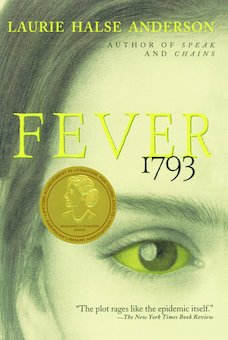 LAURIE HALSE ANDERSON
AUTHOR OF SPEAK
AND CHAINS
FEVER
1793
"The plot rages like the epidemic itself."
—The New York Times Book Review